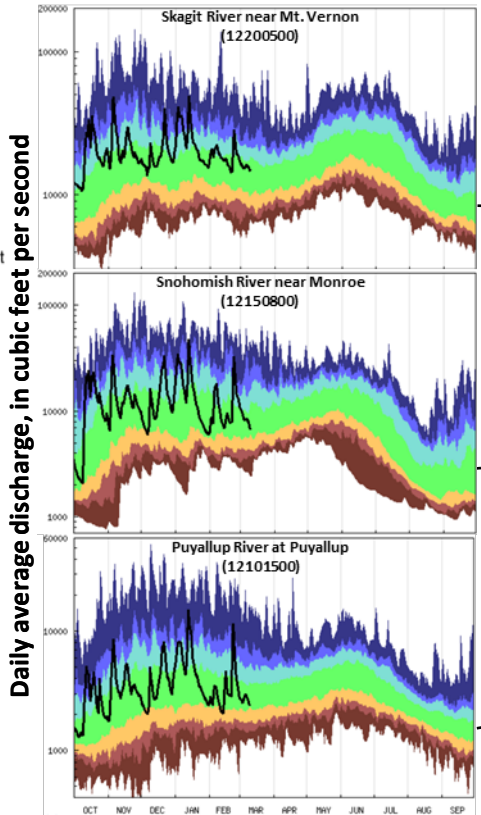 Daily average discharge, in cubic feet per second
Skagit River near Mt. Vernon
(12200500)
200000
10000
Snohomish River near Monroe
(12150800)
200000
100000
10000
1000
Puyallup River at Puyallup
(12101500)
60000
10000
1000
OCT NOV DEC JAN FEB MAR APR MAY JUN JUL AUG SEP